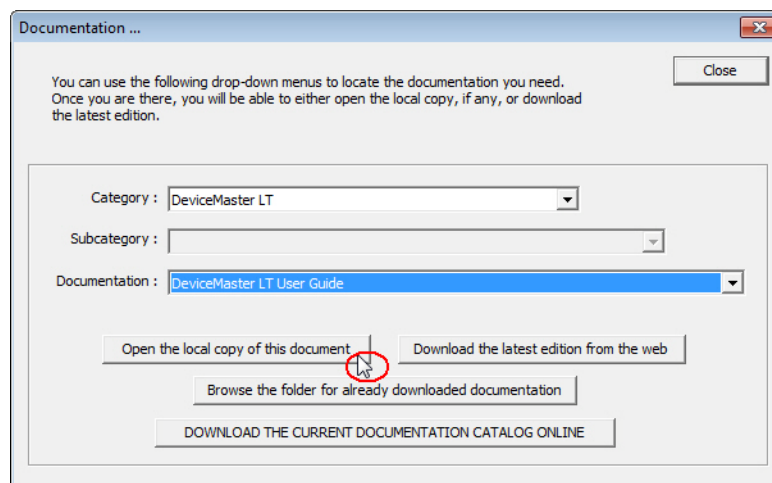 Documentation ...
Close
You can use the following drop-down menus to locate the documentation you need.
Once you are there, you will be able to either open the local copy, if any, or download
the latest edition.
Category : DeviceMaster LT
Subcategory :
Documentation : DeviceMaster LT User Guide
Open the local copy of this document Download the latest edition from the web
Browse the folder for already downloaded documentation
DOWNLOAD THE CURRENT DOCUMENTATION CATALOG ONLINE